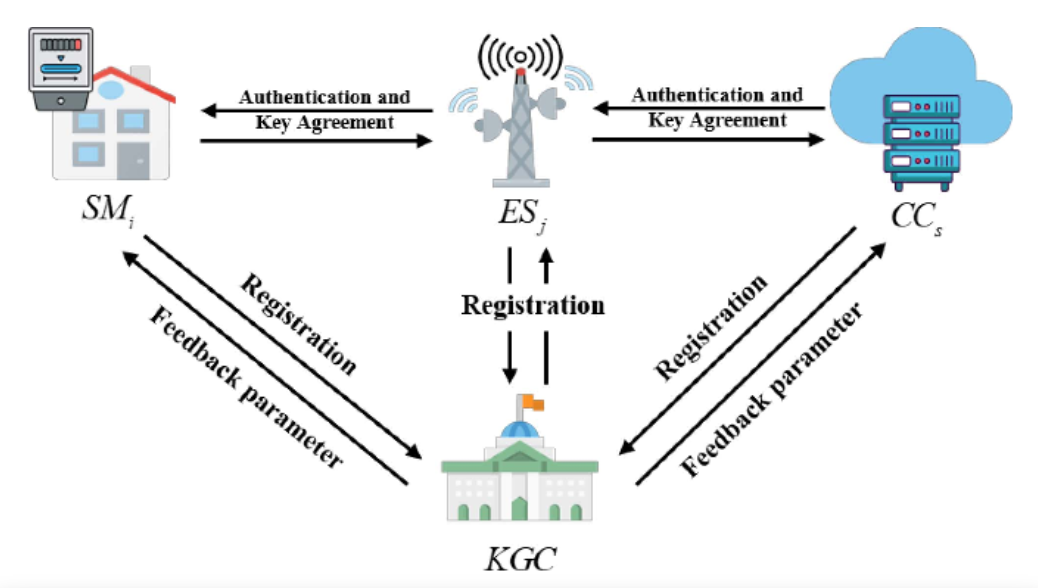 Authentication and
Key Agreement
Authentication and
Key Agreement
SM_i
ES_j
CC_s
Registration
Feedback parameter
Registration
Registration
Feedback parameter
KGC